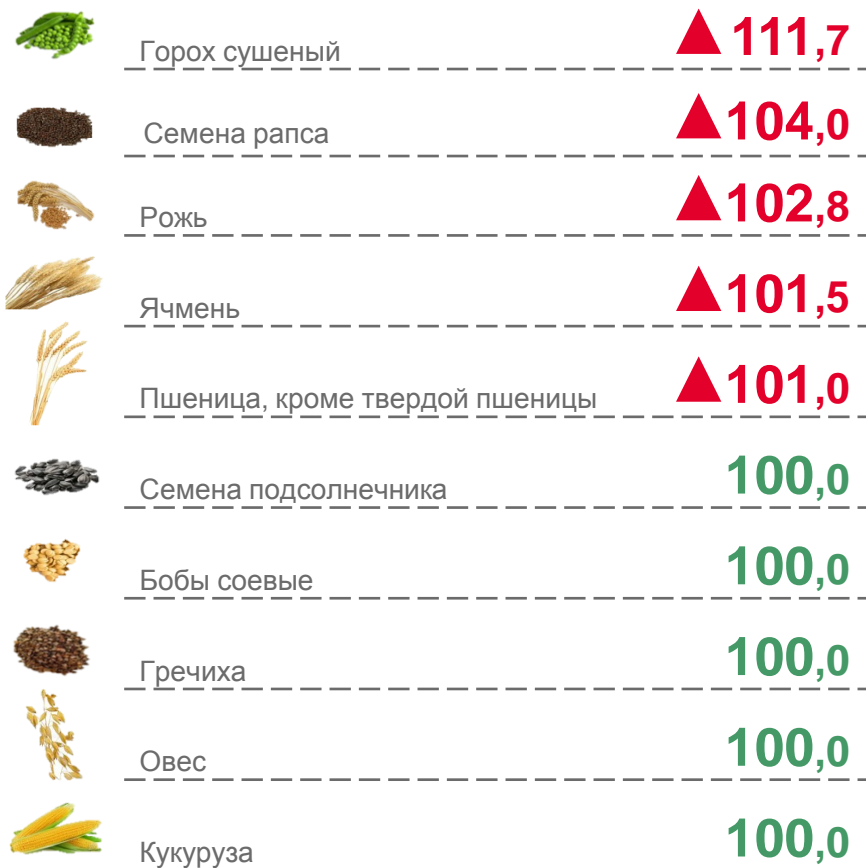 Горох сушеный ▲111,7
Семена рапса ▲104,0
Рожь ▲102,8
Ячмень ▲101,5
Пшеница, кроме твердой пшеницы ▲101,0
Семена подсолнечника 100,0
Бобы соевые 100,0
Гречиха 100,0
Овес 100,0
Кукуруза 100,0